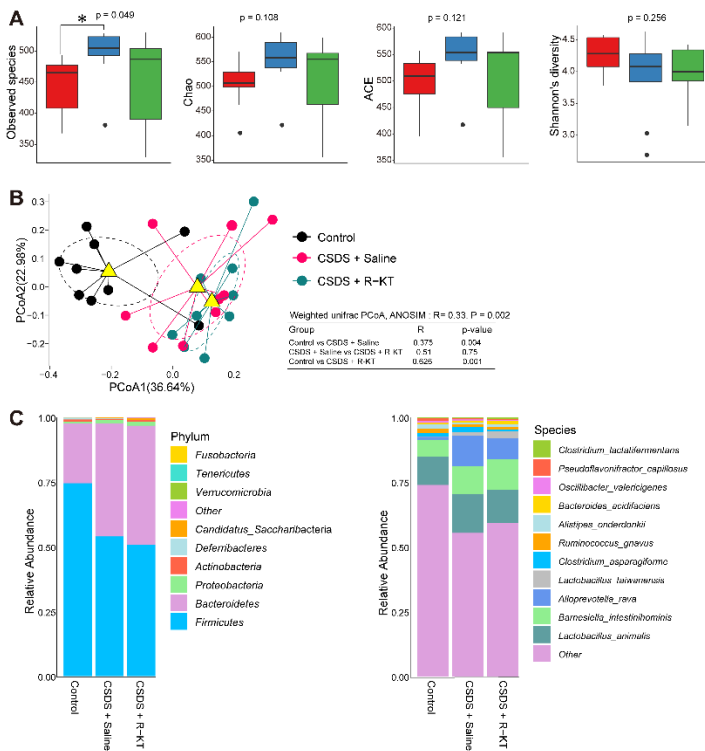 A
p = 0.049
p = 0.108
p = 0.121
p = 0.256
*
Observed species
500
450
400
350
Chao
600
550
500
450
400
350
ACE
600
550
500
450
400
350
Shannon's diversity
4.5
4.0
3.5
3.0
B
PCoA2(22.98%)
0.3
0.2
0.1
0.0
−0.1
−0.2
−0.4
−0.2
0.0
0.2
PCoA1(36.64%)
Control
CSDS + Saline
CSDS + R−KT
Weighted unifrac PCoA, ANOSIM : R= 0.33. P = 0.002
Group R p-value
Control vs CSDS + Saline 0.375 0.004
CSDS + Saline vs CSDS + R KT 0.51 0.75
Control vs CSDS + R-KT 0.626 0.001
C
Relative Abundance
1.00
0.75
0.50
0.25
0.00
Control
CSDS + Saline
CSDS + R−KT
Phylum
Fusobacteria
Tenericutes
Verrucomicrobia
Other
Candidatus_Saccharibacteria
Deferribacteres
Actinobacteria
Proteobacteria
Bacteroidetes
Firmicutes
Relative Abundance
1.00
0.75
0.50
0.25
0.00
Control
CSDS + Saline
CSDS + R−KT
Species
Clostridium_lactatifermentans
Pseudoflavonifractor_capillosus
Oscillibacter_valericigenes
Bacteroides_acidifaciens
Alistipes_onderdonkii
Ruminococcus_gnavus
Clostridium_asparagiforme
Lactobacillus_taiwanensis
Alloprevotella_rava
Barnesiella_intestinihominis
Lactobacillus_animalis
Other